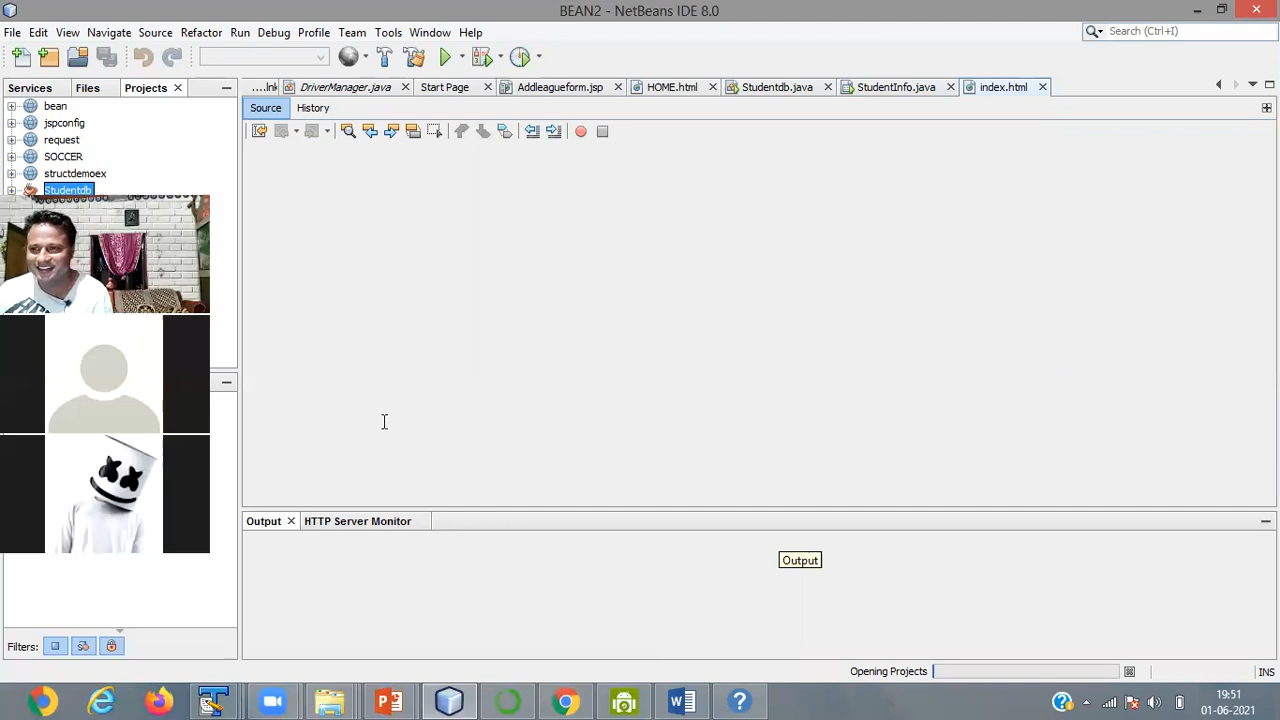 BEAN2 - NetBeans IDE 8.0
File Edit View Navigate Source Refactor Run Debug Profile Team Tools Window Help
Search (Ctrl+I)
Services Files Projects
DriverManager.java Start Page Addleagueform.jsp HOME.html Studentdb.java StudentInfo.java index.html
Source History
bean
jspconfig
request
SOCCER
structdemoex
Studentdb
Output HTTP Server Monitor
Output
Filters:
Opening Projects
INS
19:51
01-06-2021